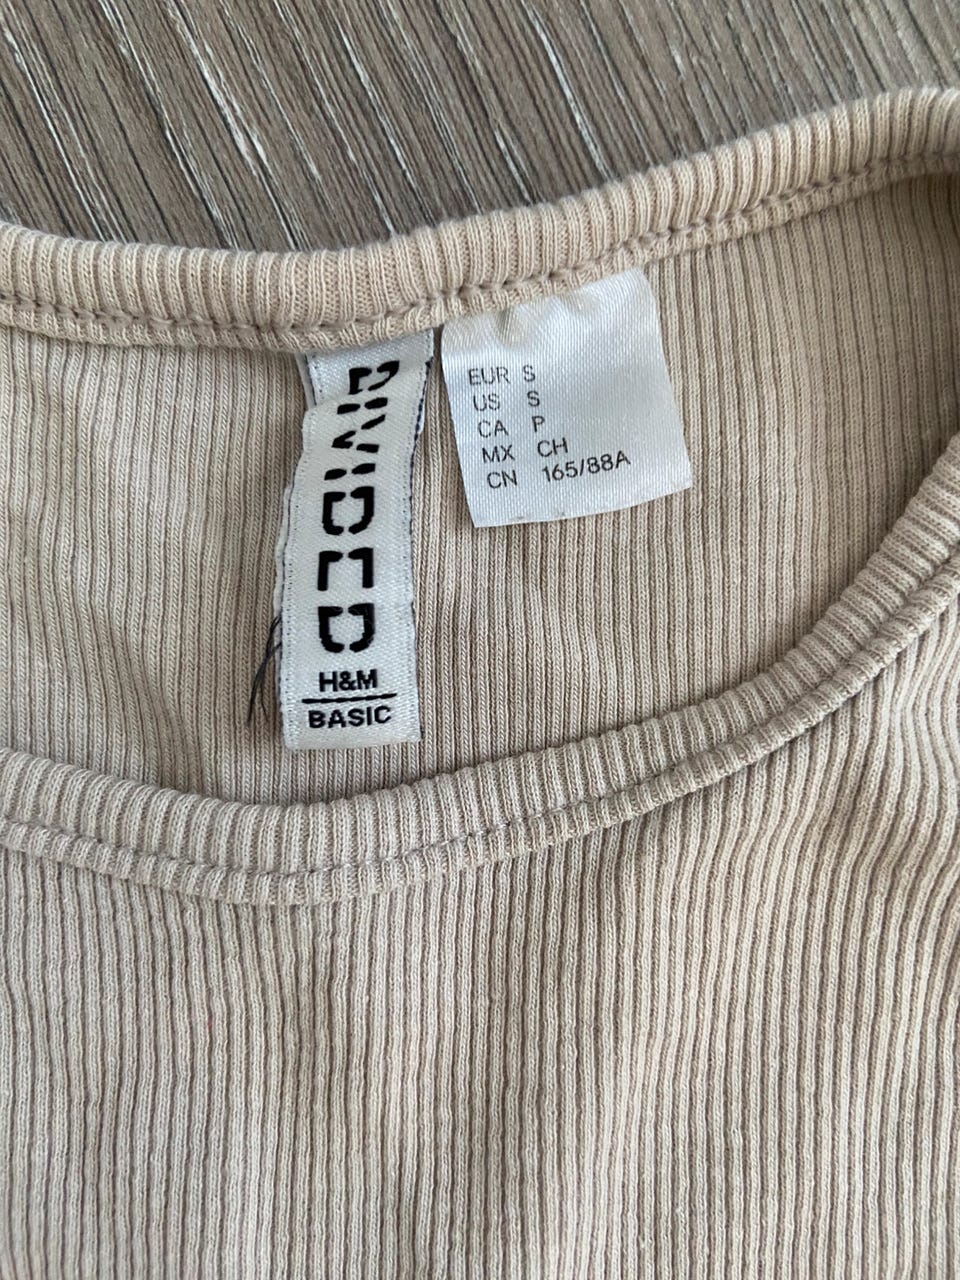 DIVIDED
H&M
BASIC
EUR S
US S
CA P
MX CH
CN 165/88A